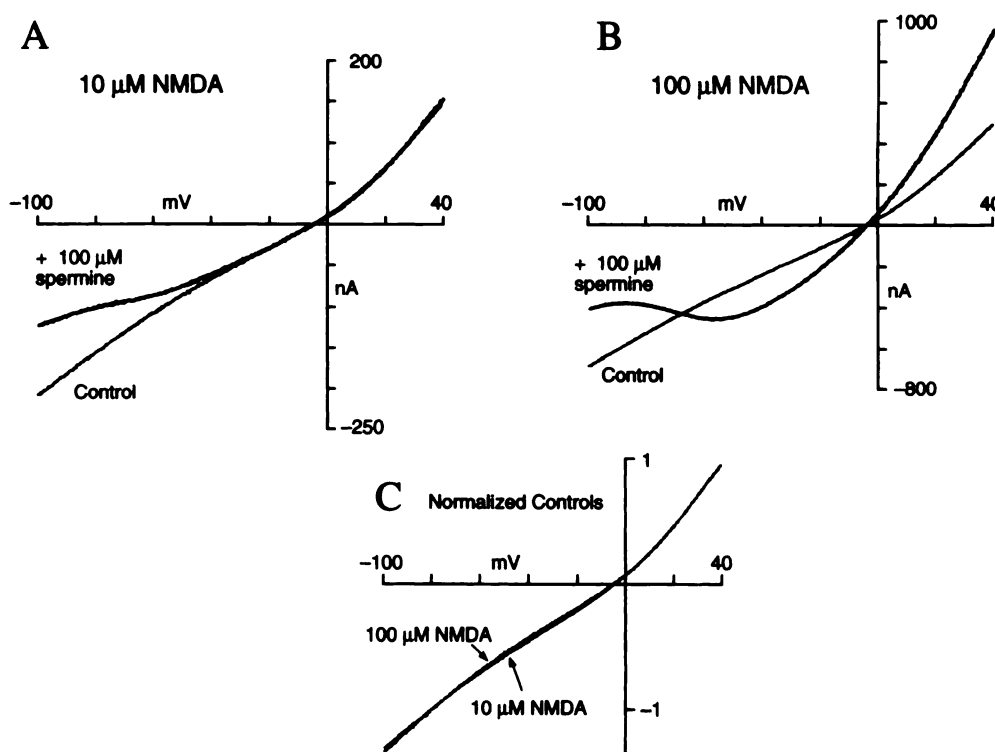 A
10 μM NMDA
200
-100
mV
40
+ 100 μM
spermine
nA
Control
-250
B
100 μM NMDA
1000
-100
mV
40
+ 100 μM
spermine
nA
Control
-800
C
Normalized Controls
1
-100
mV
40
100 μM NMDA
10 μM NMDA
-1